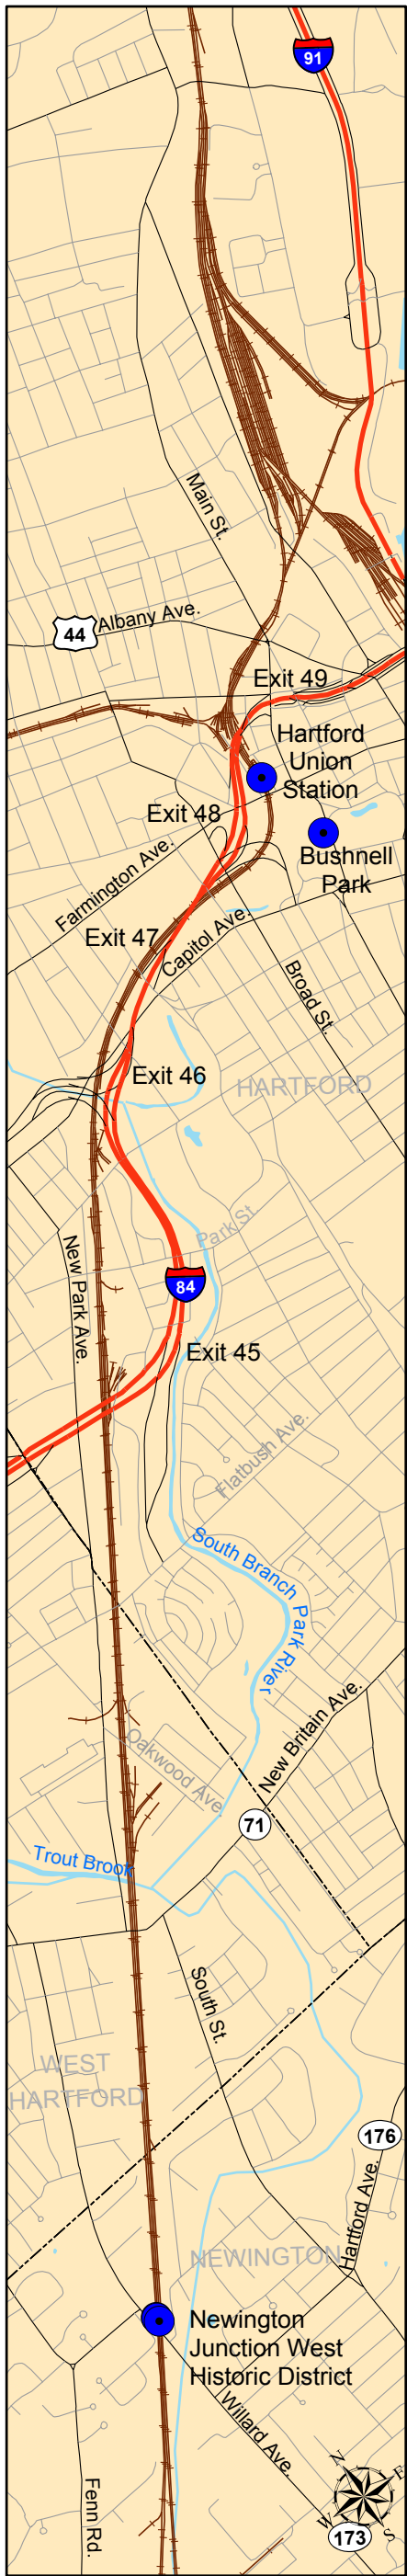 91
Main St.
Albany Ave.
44
Exit 49
Hartford
Union
Station
Exit 48
Bushnell
Park
Farmington Ave.
Exit 47
Capitol Ave.
Broad St.
Exit 46
HARTFORD
Park St
New Park Ave.
84
Exit 45
Flatbush Ave.
South Branch Park River
New Britain Ave.
Oakwood Ave.
71
Trout Brook
South St.
WEST
HARTFORD
176
Hartford Ave.
NEWINGTON
Newington
Junction West
Historic District
Willard Ave.
Fenn Rd.
N
E
W
S
173